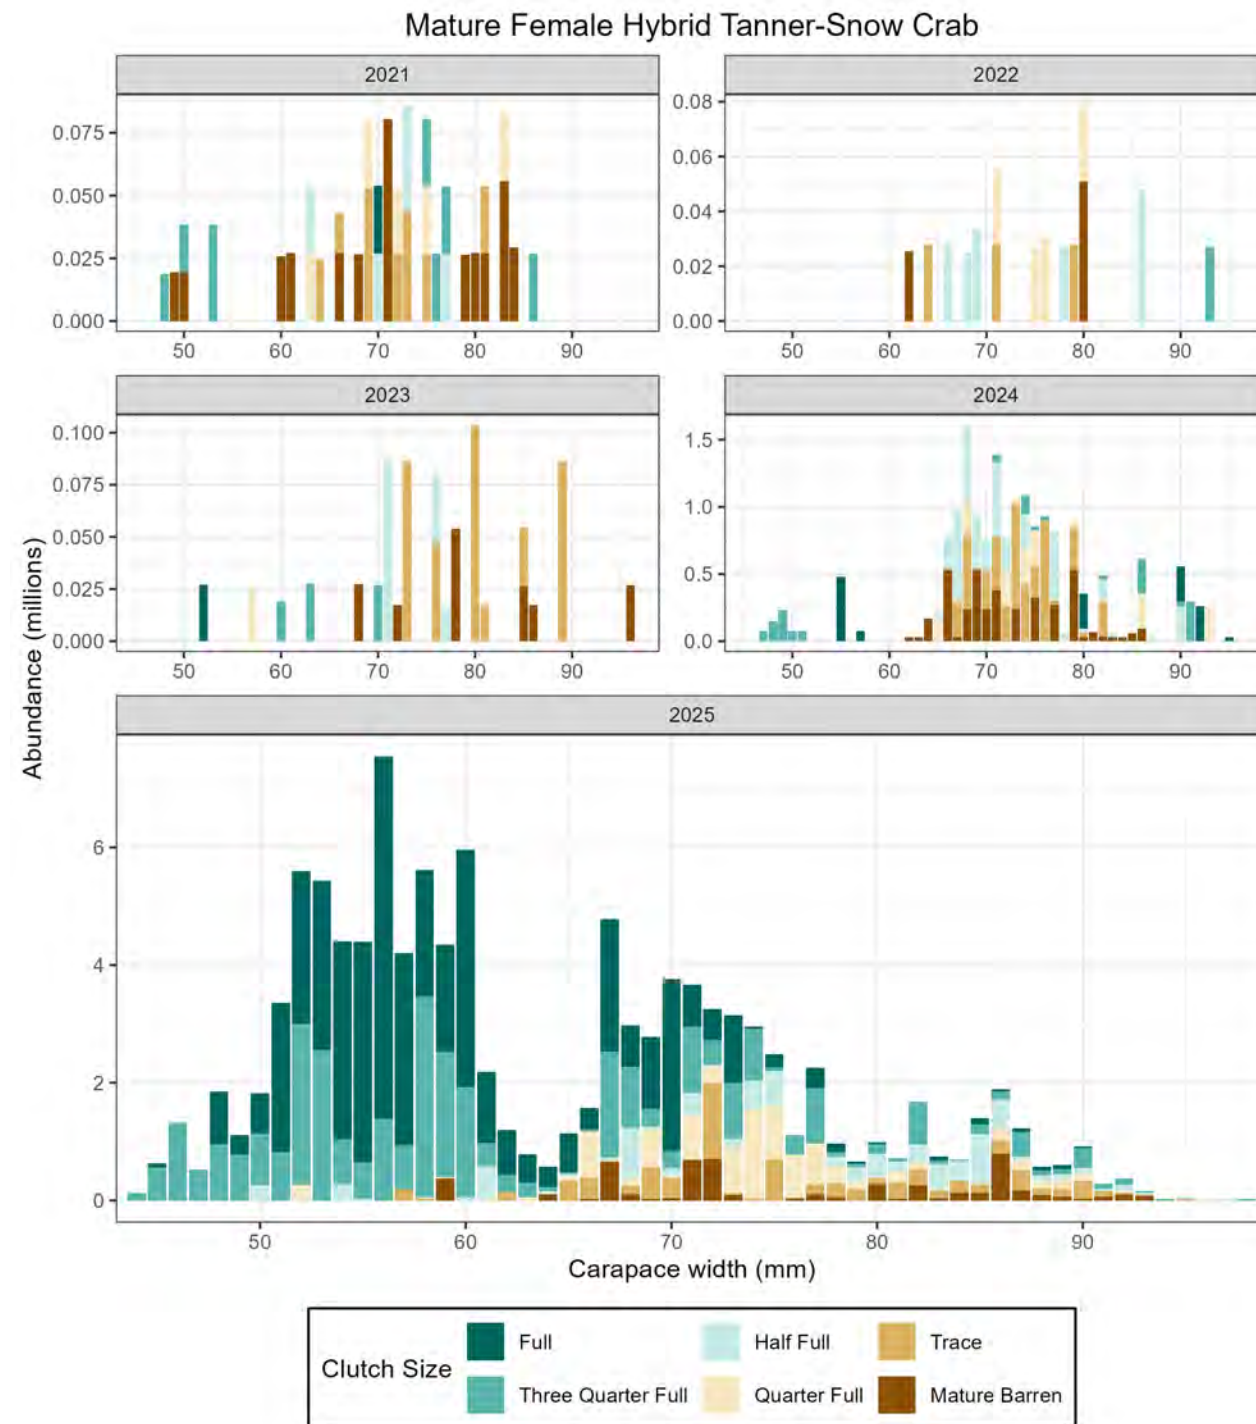 Mature Female Hybrid Tanner-Snow Crab
2021
2022
0.075
0.050
0.025
0.000
50 60 70 80 90
0.08
0.06
0.04
0.02
0.00
50 60 70 80 90
2023
2024
0.100
0.075
0.050
0.025
0.000
50 60 70 80 90
1.5
1.0
0.5
0.0
50 60 70 80 90
Abundance (millions)
2025
6
4
2
0
50 60 70 80 90
Carapace width (mm)
Clutch Size
Full
Half Full
Trace
Three Quarter Full
Quarter Full
Mature Barren